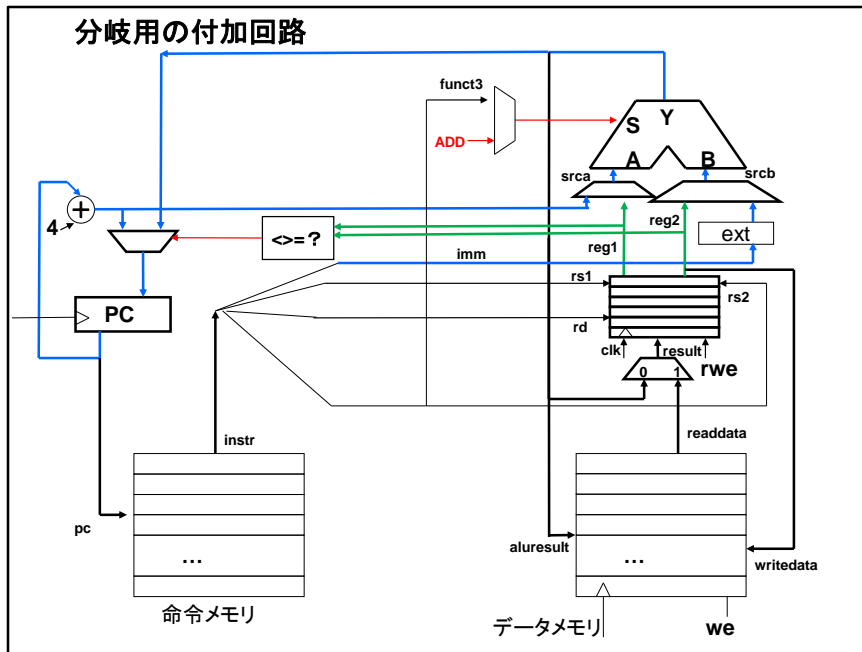 分岐用の付加回路
funct3
S
Y
ADD
A
B
srca
srcb
+
4
<>=?
reg2
reg1
ext
imm
PC
rs1
rs2
rd
clk
result
rwe
0
1
instr
readdata
pc
...
aluresult
...
writedata
命令メモリ
データメモリ
we